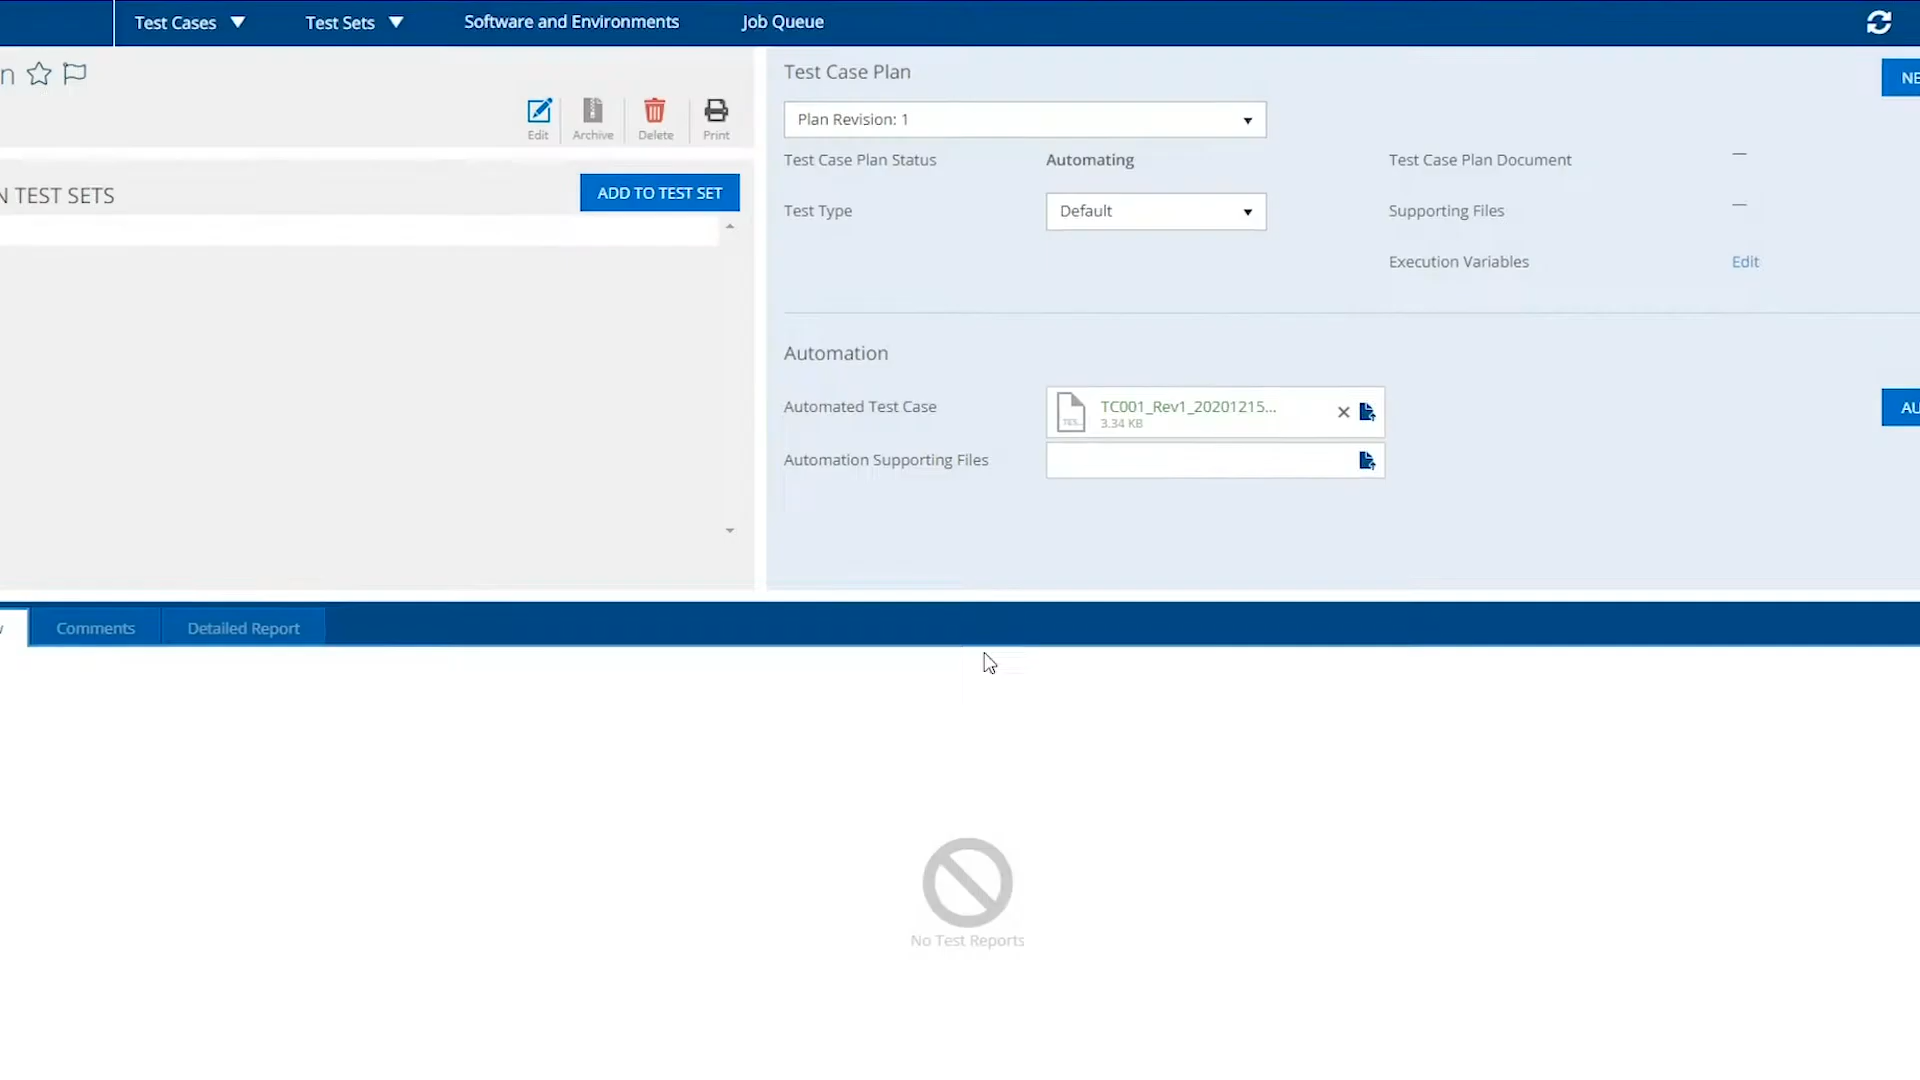 Test Cases Test Sets Software and Environments Job Queue
n
Edit Archive Delete Print
N TEST SETS
ADD TO TEST SET
Test Case Plan
NE
Plan Revision: 1
Test Case Plan Status Automating Test Case Plan Document —
Test Type Default Supporting Files —
Execution Variables Edit
Automation
Automated Test Case TC001_Rev1_20201215...
3.34 KB
AU
Automation Supporting Files
Comments Detailed Report
No Test Reports